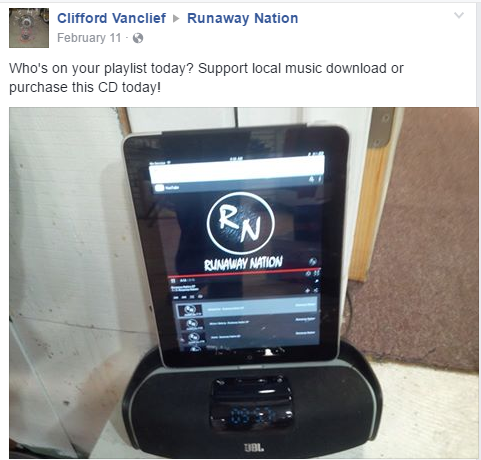 Clifford Vanclief ▸ Runaway Nation
February 11 ·
Who's on your playlist today? Support local music download or
purchase this CD today!
YouTube
RN
RUNAWAY NATION
JBL